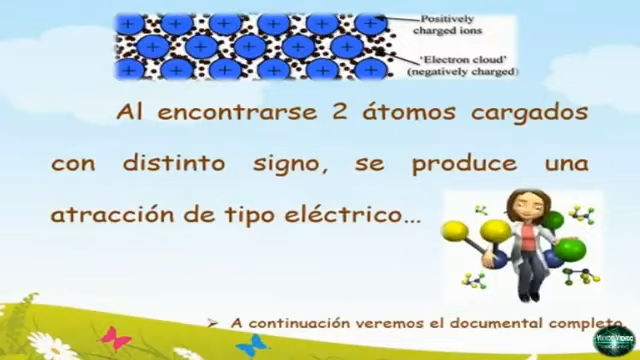 Positively
charged ions
'Electron cloud'
(negatively charged)
Al encontrarse 2 átomos cargados
con distinto signo, se produce una
atracción de tipo eléctrico...
A continuación veremos el documental completo